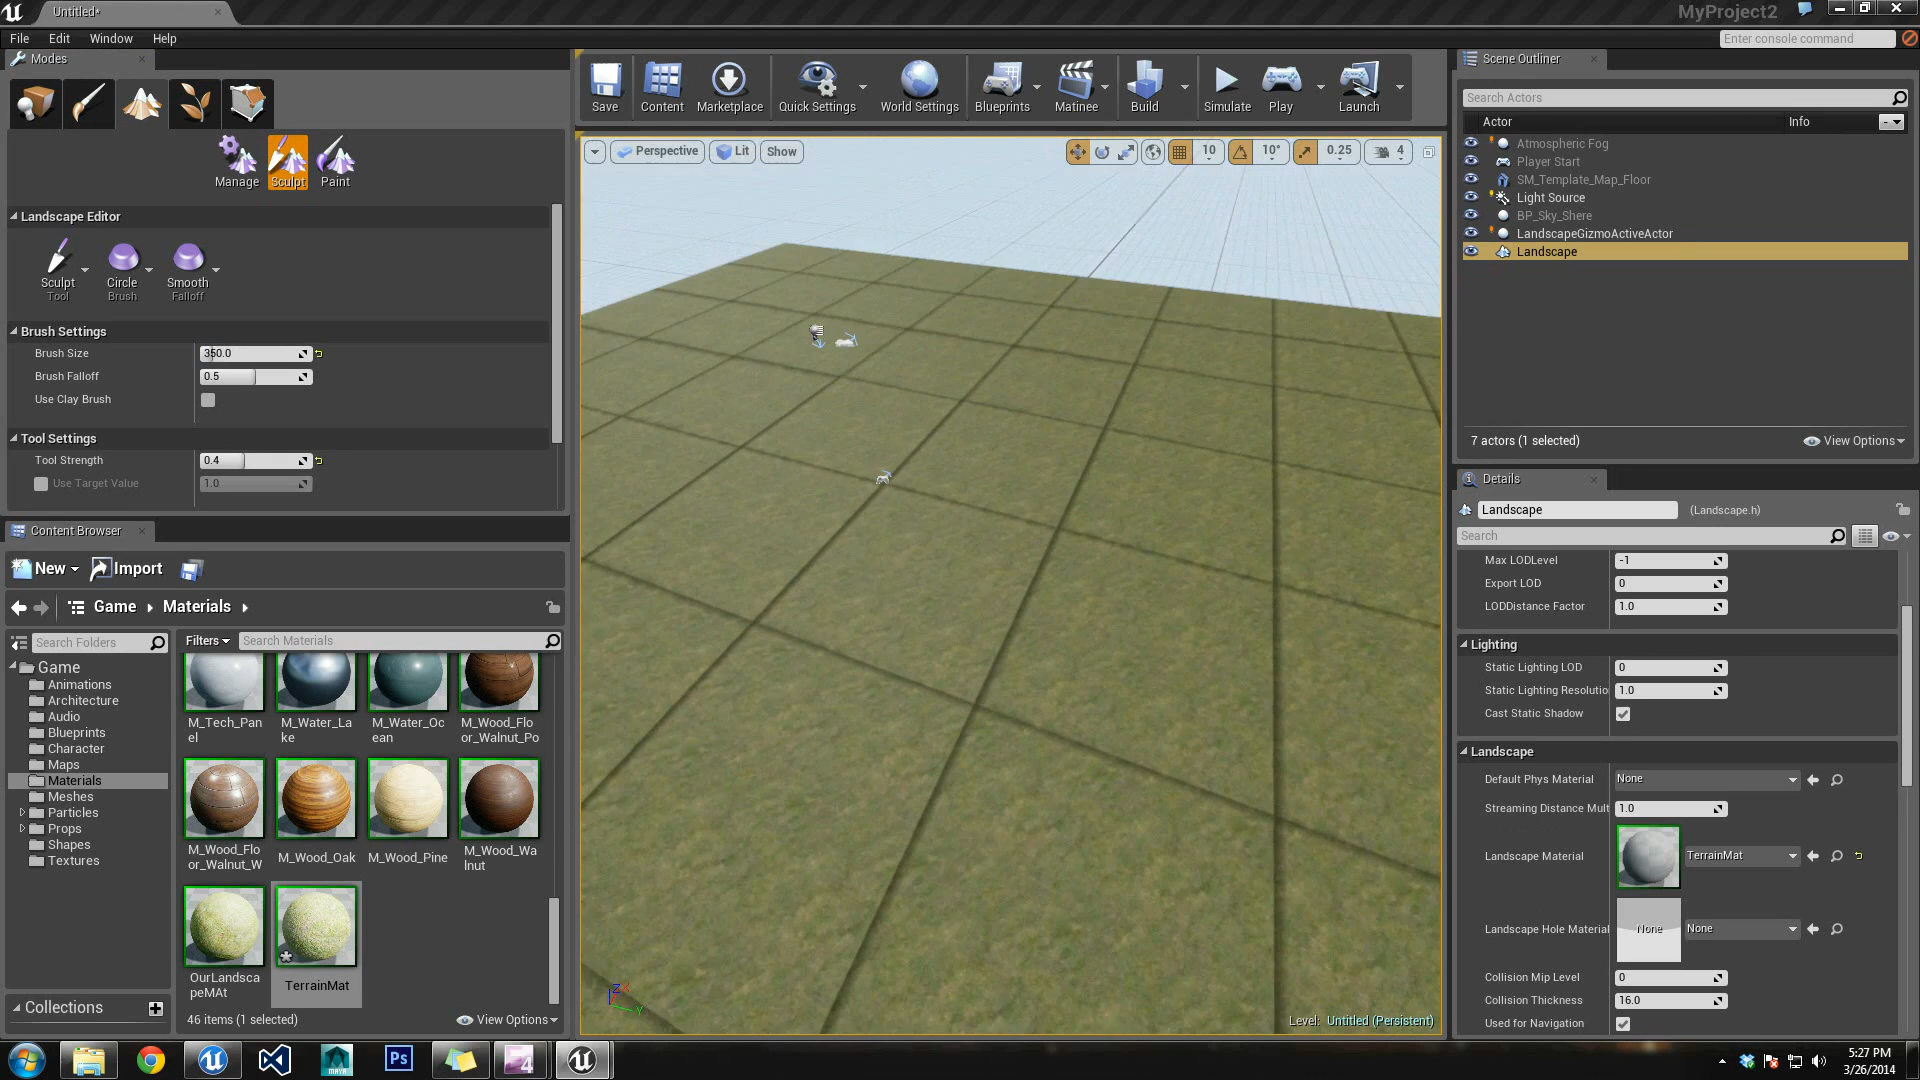 Untitled*
MyProject2
File Edit Window Help
Enter console command
Modes
Manage Sculpt Paint
Landscape Editor
Sculpt Circle Smooth
Tool Brush Falloff
Brush Settings
Brush Size 350.0
Brush Falloff 0.5
Use Clay Brush
Tool Settings
Tool Strength 0.4
Use Target Value 1.0
Save Content Marketplace Quick Settings World Settings Blueprints Matinee Build Simulate Play Launch
Perspective Lit Show
10 10° 0.25 4
Level: Untitled (Persistent)
Scene Outliner
Search Actors
Actor Info
Atmospheric Fog
Player Start
SM_Template_Map_Floor
Light Source
BP_Sky_Shere
LandscapeGizmoActiveActor
Landscape
7 actors (1 selected) View Options
Details
Landscape (Landscape.h)
Search
Max LODLevel -1
Export LOD 0
LODDistance Factor 1.0
Lighting
Static Lighting LOD 0
Static Lighting Resolutio 1.0
Cast Static Shadow
Landscape
Default Phys Material None
Streaming Distance Mult 1.0
Landscape Material TerrainMat
Landscape Hole Material None None
Collision Mip Level 0
Collision Thickness 16.0
Used for Navigation
Content Browser
New Import
Game Materials
Search Folders
Filters Search Materials
Game
Animations
Architecture
Audio
Blueprints
Character
Maps
Materials
Meshes
Particles
Props
Shapes
Textures
Collections
M_Tech_Pan
el
M_Water_La
ke
M_Water_Oc
ean
M_Wood_Flo
or_Walnut_Po
M_Wood_Flo
or_Walnut_W
M_Wood_Oak
M_Wood_Pine
M_Wood_Wa
lnut
OurLandsca
peMAt
TerrainMat
46 items (1 selected) View Options
MAYA
Ps
4
5:27 PM
3/26/2014